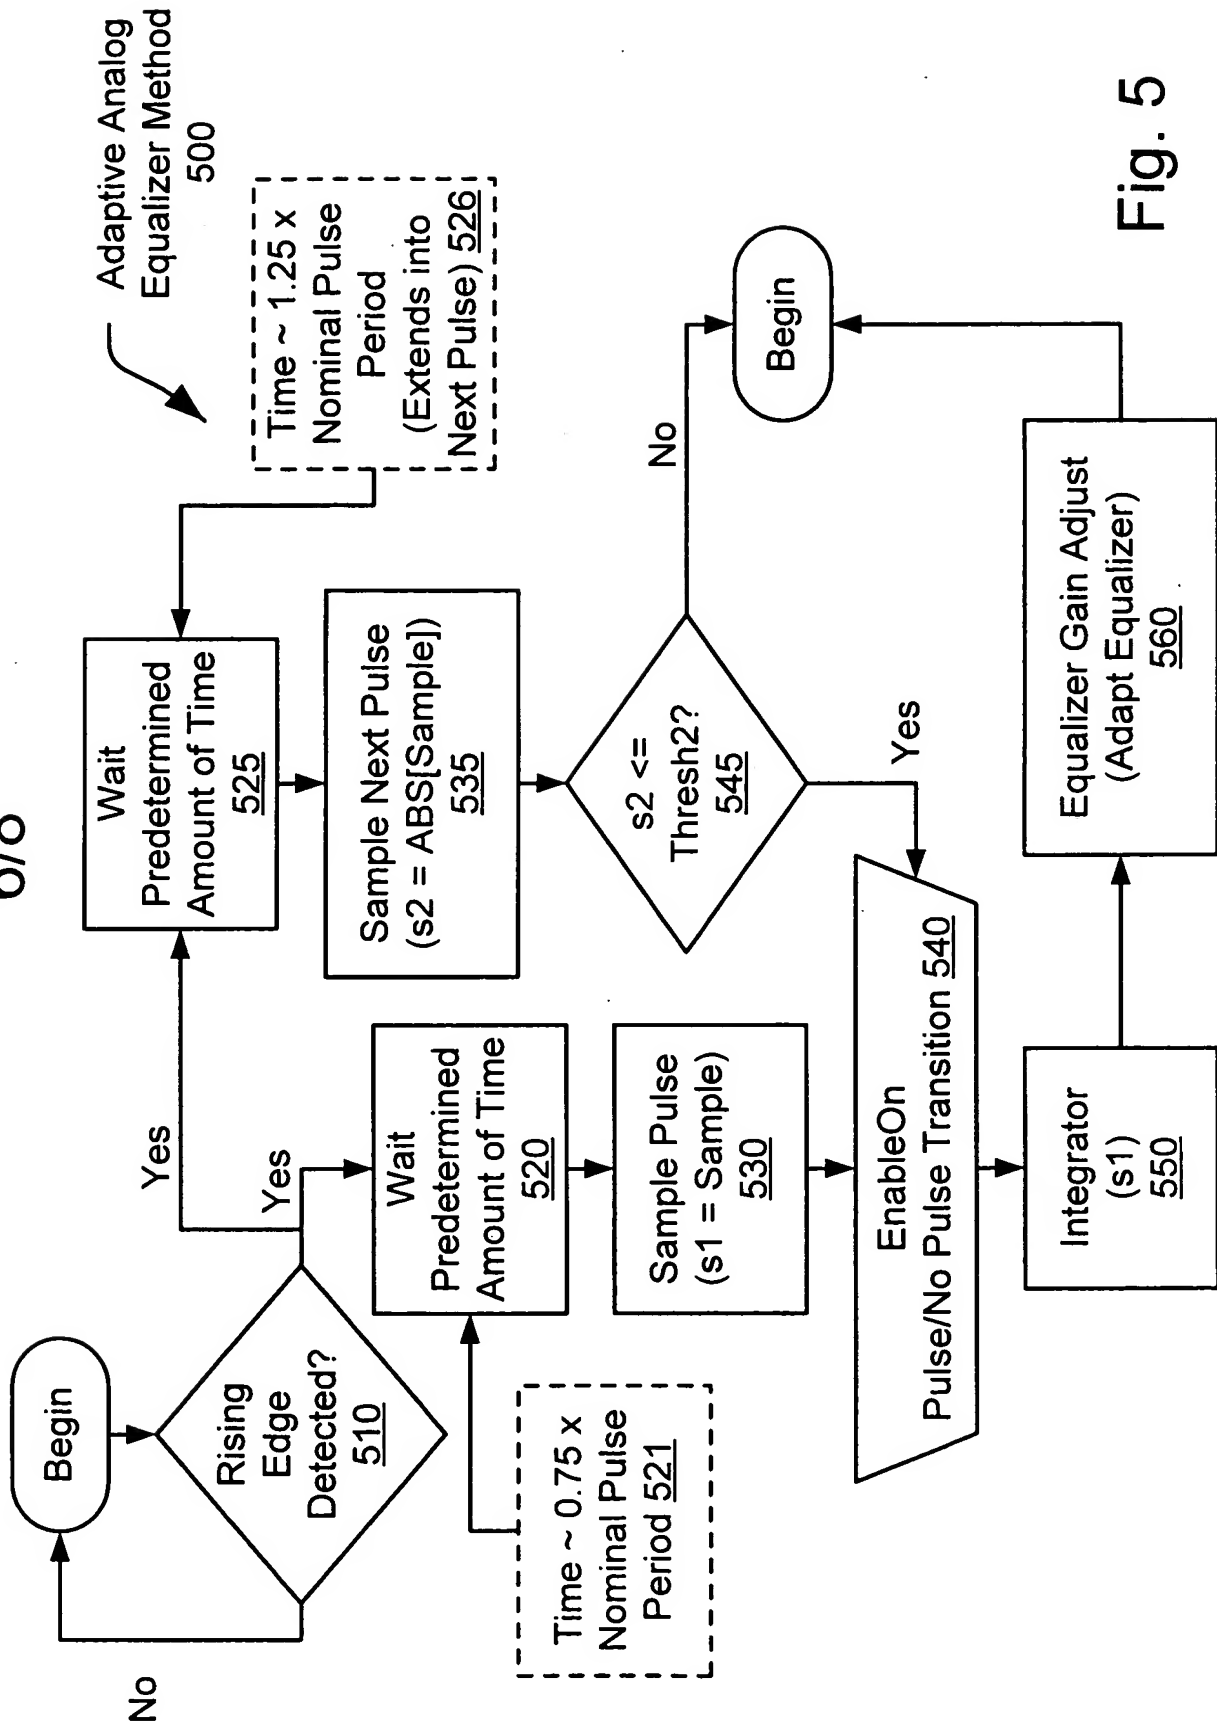 Adaptive Analog
Equalizer Method
500
Begin
Rising
Edge
Detected?
510
No
Yes
Yes
Wait
Predetermined
Amount of Time
525
Time ~ 1.25 x
Nominal Pulse
Period
(Extends into
Next Pulse) 526
Wait
Predetermined
Amount of Time
520
Time ~ 0.75 x
Nominal Pulse
Period 521
Sample Next Pulse
(s2 = ABS[Sample])
535
Sample Pulse
(s1 = Sample)
530
s2 <=
Thresh2?
545
No
Yes
Begin
EnableOn
Pulse/No Pulse Transition 540
Integrator
(s1)
550
Equalizer Gain Adjust
(Adapt Equalizer)
560
Fig. 5